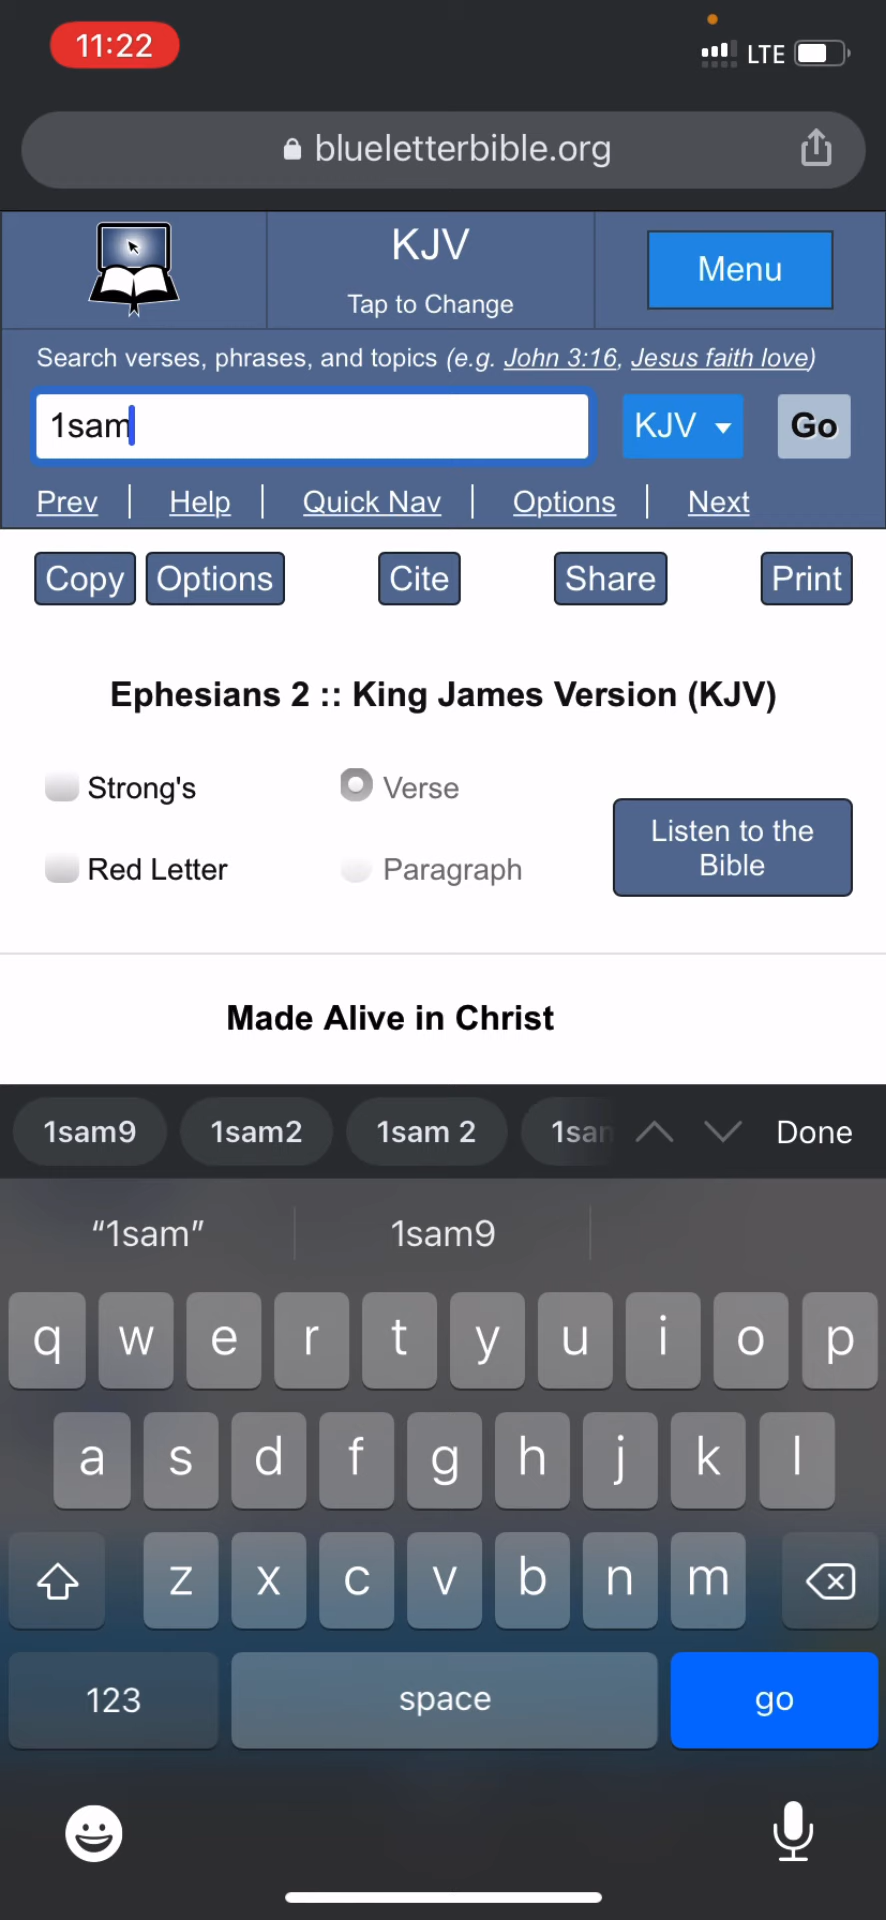 11:22
LTE
blueletterbible.org
KJV
Tap to Change
Menu
Search verses, phrases, and topics (e.g. John 3:16, Jesus faith love)
1sam
KJV
Go
Prev | Help | Quick Nav | Options | Next
Copy Options Cite Share Print
Ephesians 2 :: King James Version (KJV)
Strong's Verse
Listen to the
Bible
Red Letter Paragraph
Made Alive in Christ
1sam9 1sam2 1sam 2 1sam Done
“1sam” 1sam9
q w e r t y u i o p
a s d f g h j k l
z x c v b n m
123 space go